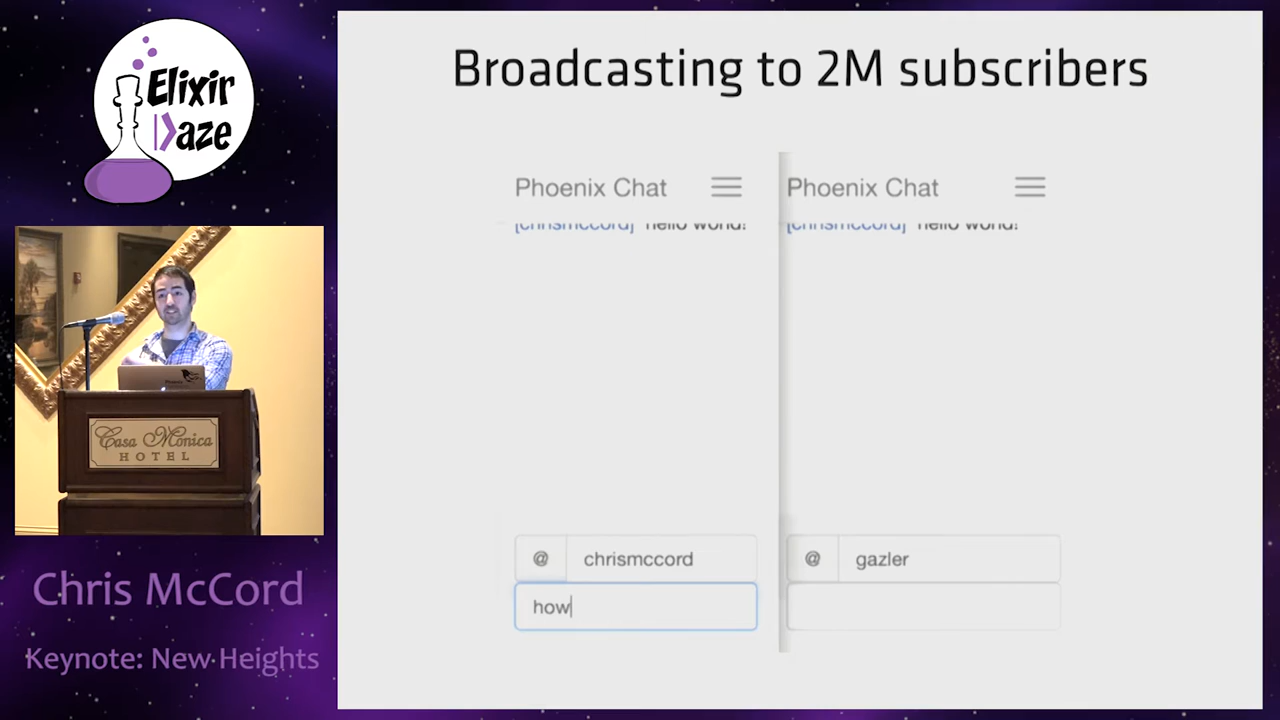 Elixir
Daze
Broadcasting to 2M subscribers
Phoenix Chat
Phoenix Chat
[chrismccord] hello world!
[chrismccord] hello world!
Phoenix
Casa Monica
HOTEL
@ chrismccord
@ gazler
how
Chris McCord
Keynote: New Heights